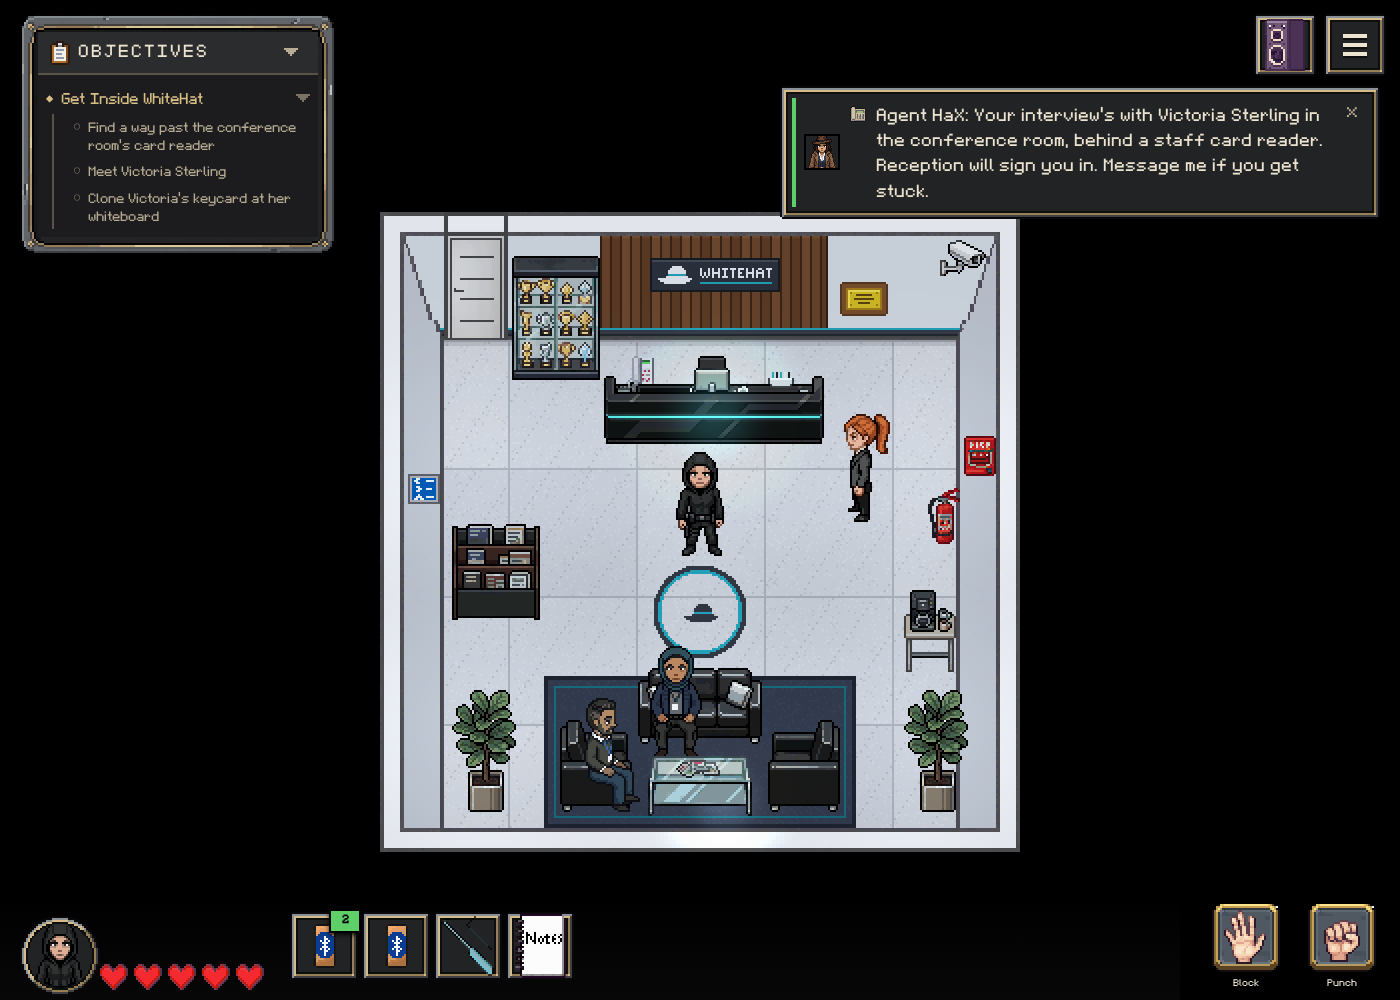 OBJECTIVES
Get Inside WhiteHat
Find a way past the conference
room's card reader
Meet Victoria Sterling
Clone Victoria's keycard at her
whiteboard
Agent HaX: Your interview's with Victoria Sterling in
the conference room, behind a staff card reader.
Reception will sign you in. Message me if you get
stuck.
WHITEHAT
FIRE
2
Notes
Block
Punch